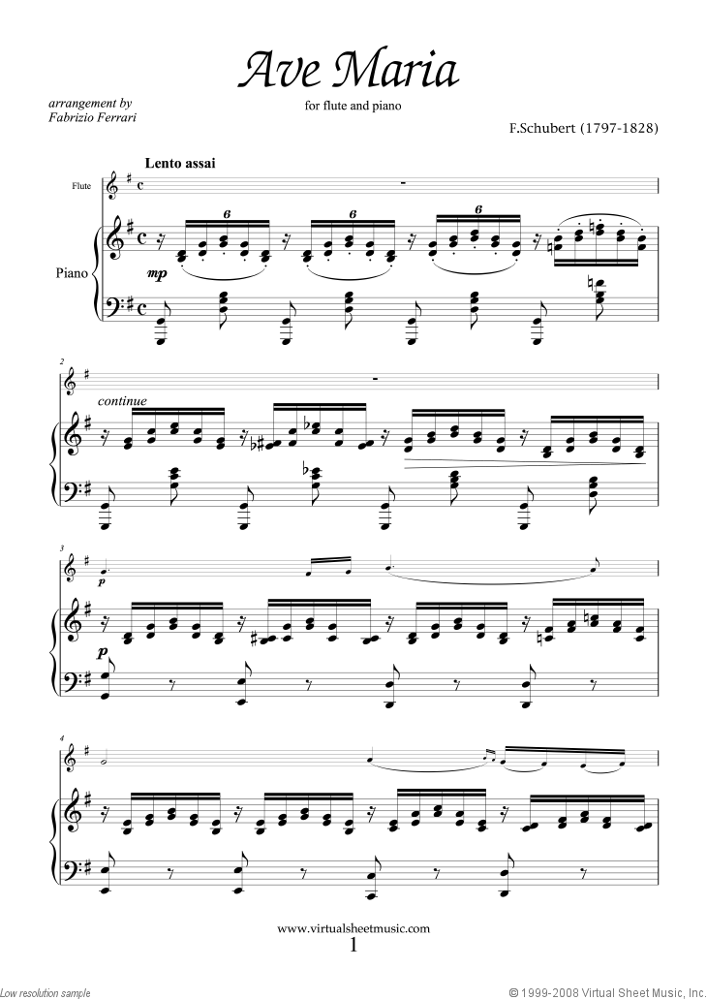 Ave Maria
for flute and piano
arrangement by
Fabrizio Ferrari
F.Schubert (1797-1828)
Lento assai
Flute
6 6 6
Piano
mp
2
continue
3
p
p
4
www.virtualsheetmusic.com
1
Low resolution sample
©1999-2008 Virtual Sheet Music, Inc.